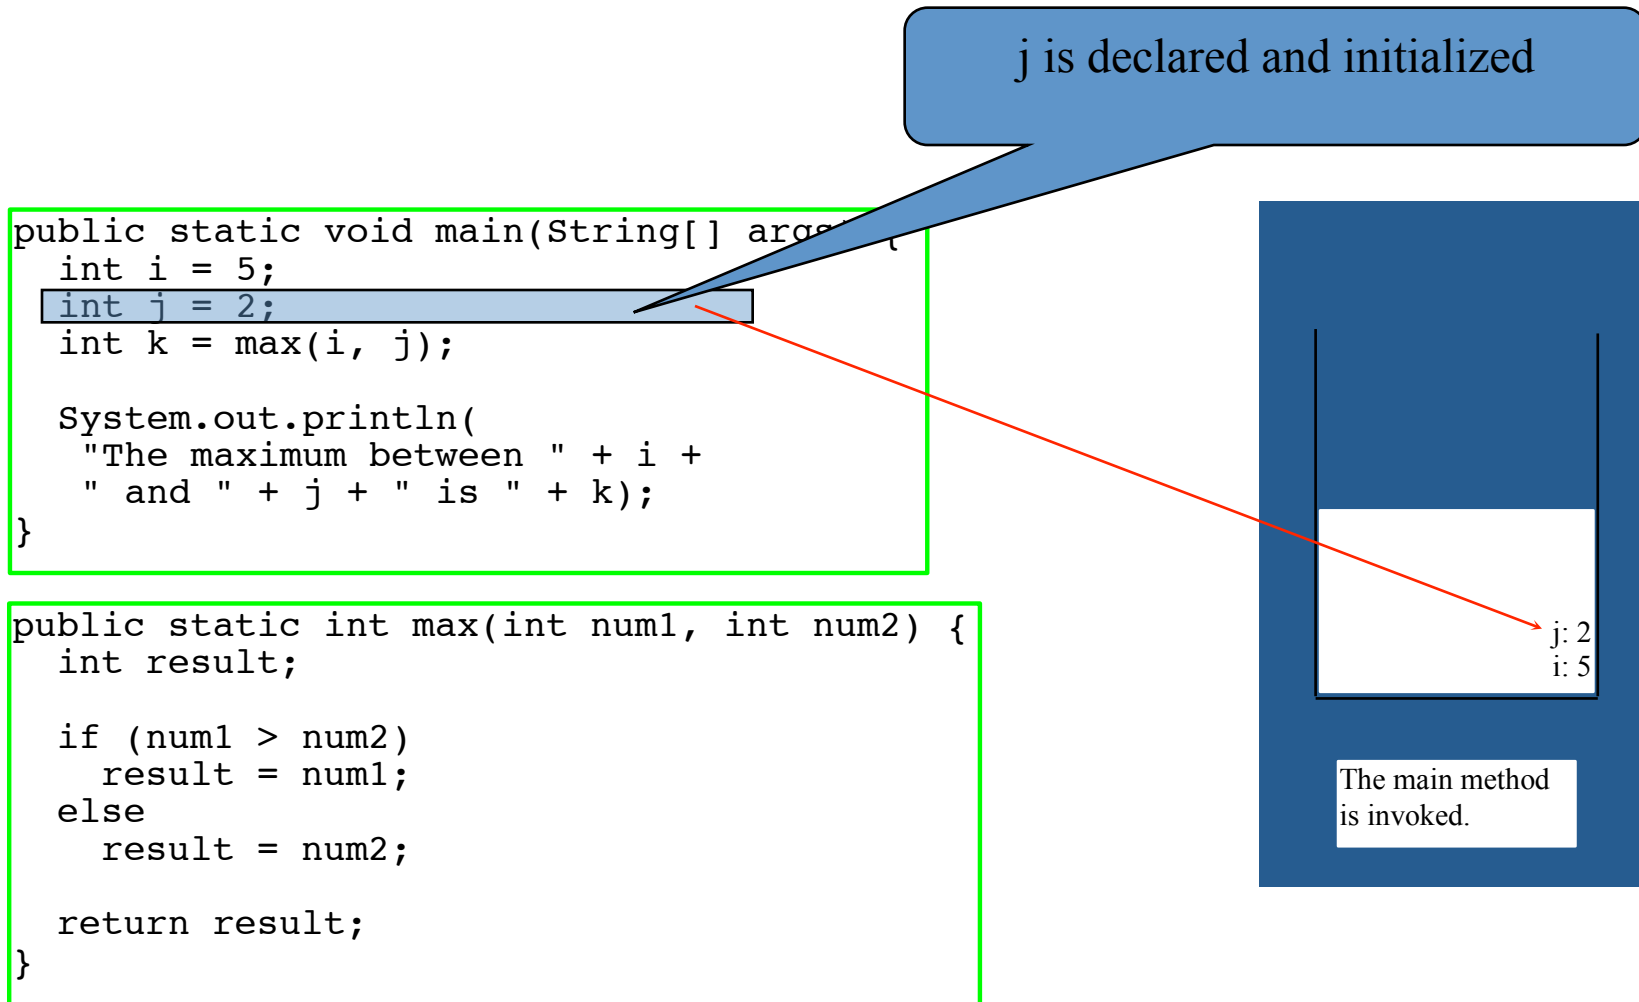 j is declared and initialized
public static void main(String[] args) {
  int i = 5;
  int j = 2;
  int k = max(i, j);
  System.out.println(
   "The maximum between " + i +
   " and " + j + " is " + k);
}
public static int max(int num1, int num2) {
  int result;
  if (num1 > num2)
    result = num1;
  else
    result = num2;
  return result;
}
j: 2
i: 5
The main method
is invoked.